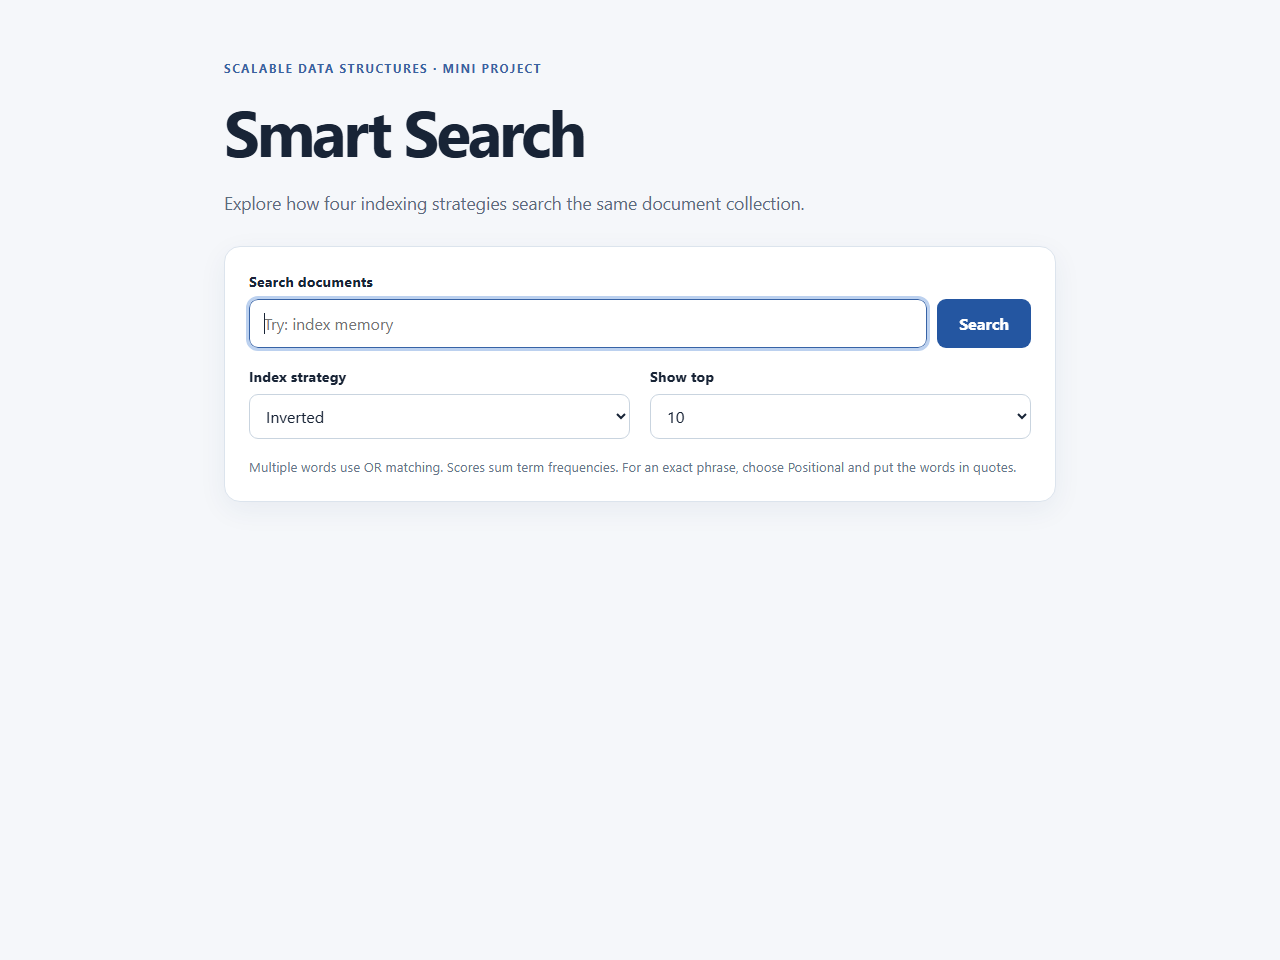 SCALABLE DATA STRUCTURES · MINI PROJECT
Smart Search
Explore how four indexing strategies search the same document collection.
Search documents
Try: index memory
Search
Index strategy
Show top
Inverted
10
Multiple words use OR matching. Scores sum term frequencies. For an exact phrase, choose Positional and put the words in quotes.